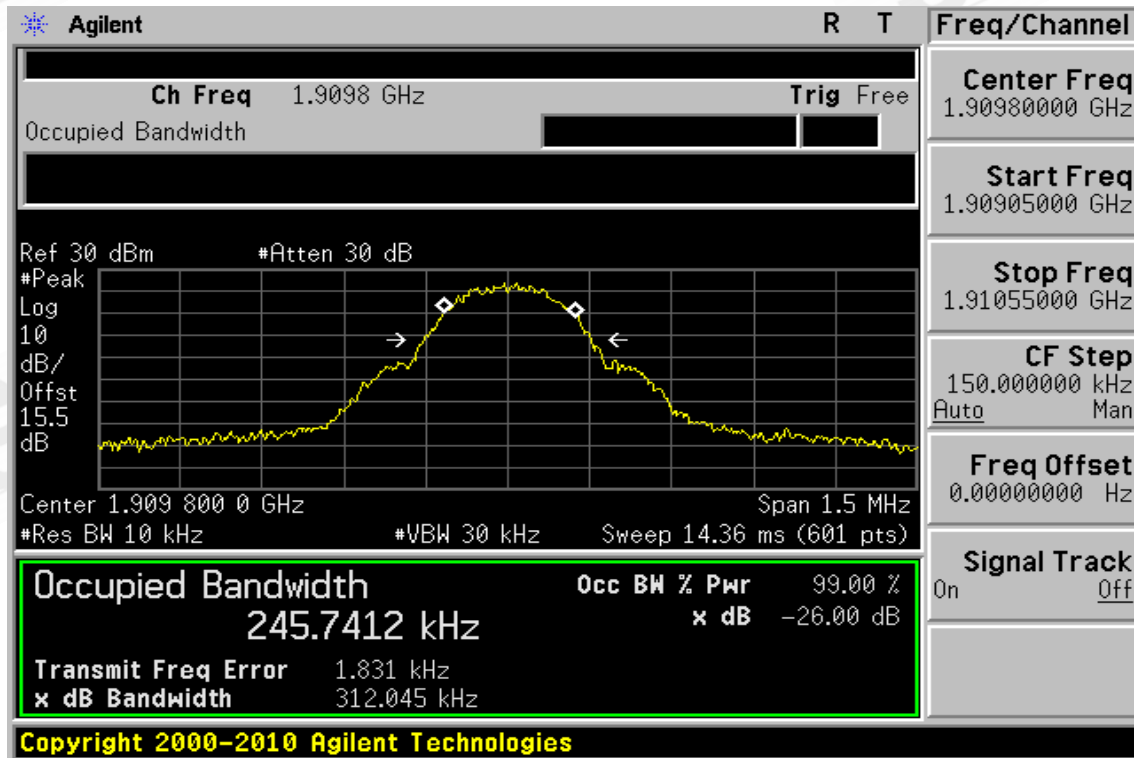 Agilent R T
Ch Freq 1.9098 GHz Trig Free
Occupied Bandwidth
Ref 30 dBm #Atten 30 dB
#Peak
Log
10
dB/
Offst
15.5
dB
Center 1.909 800 0 GHz Span 1.5 MHz
#Res BW 10 kHz #VBW 30 kHz Sweep 14.36 ms (601 pts)
Occupied Bandwidth
245.7412 kHz
Occ BW % Pwr 99.00 %
x dB -26.00 dB
Transmit Freq Error 1.831 kHz
x dB Bandwidth 312.045 kHz
Copyright 2000-2010 Agilent Technologies
Freq/Channel
Center Freq
1.90980000 GHz
Start Freq
1.90905000 GHz
Stop Freq
1.91055000 GHz
CF Step
150.000000 kHz
Auto Man
Freq Offset
0.00000000 Hz
Signal Track
On Off